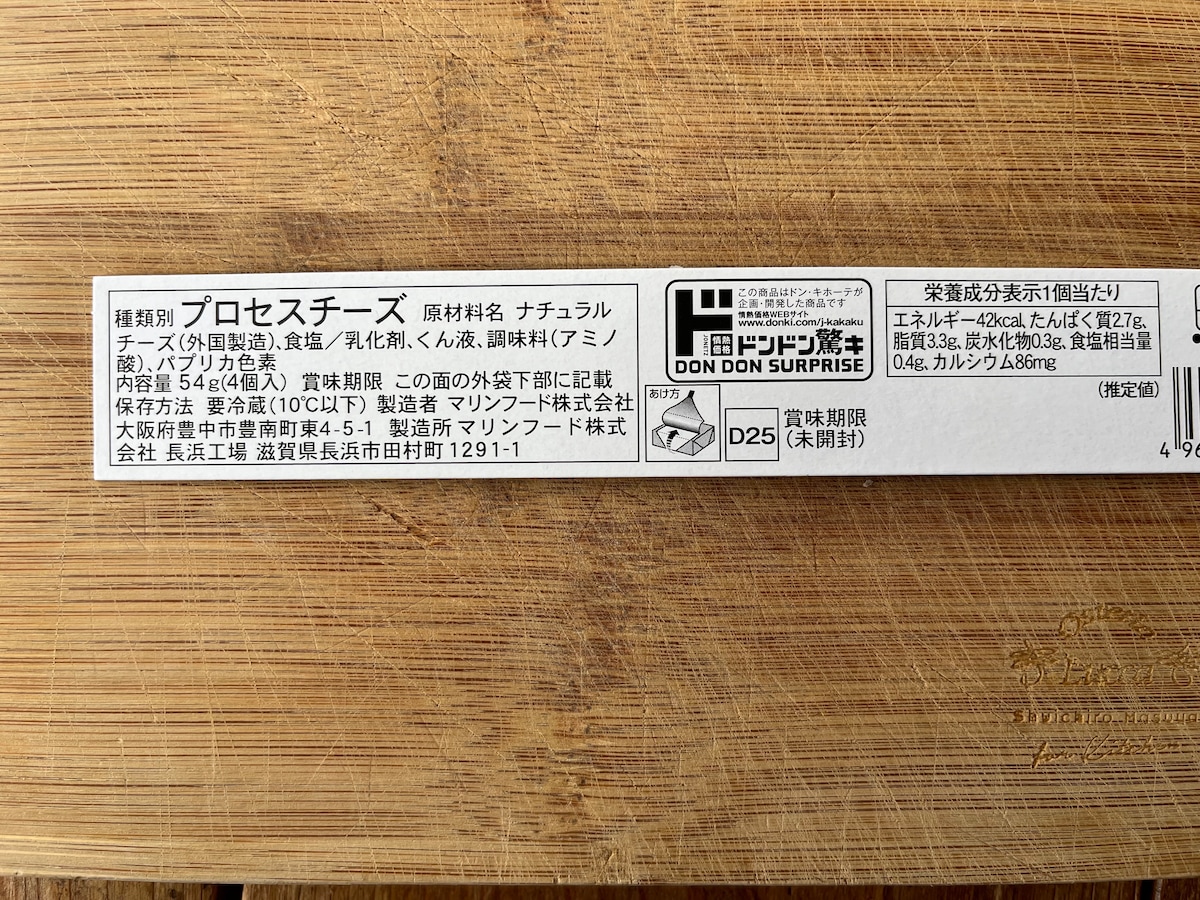 種類別 プロセスチーズ 原材料名 ナチュラル
チーズ(外国製造)、食塩/乳化剤、くん液、調味料(アミノ
酸)、パプリカ色素
内容量 54g(4個入) 賞味期限 この面の外袋下部に記載
保存方法 要冷蔵(10℃以下) 製造者 マリンフード株式会社
大阪府豊中市豊南町東4-5-1 製造所 マリンフード株式
会社 長浜工場 滋賀県長浜市田村町1291-1
ド
JONETZ
情熱価格
この商品はドン・キホーテが
企画・開発した商品です
情熱価格WEBサイト
www.donki.com/j-kakaku
ドンドン驚キ
DON DON SURPRISE
あけ方
D25
賞味期限
(未開封)
栄養成分表示1個当たり
エネルギー42kcal、たんぱく質2.7g、
脂質3.3g、炭水化物0.3g、食塩相当量
0.4g、カルシウム86mg
(推定値)
4 96
Shuichiro Masuu
for Kitchen